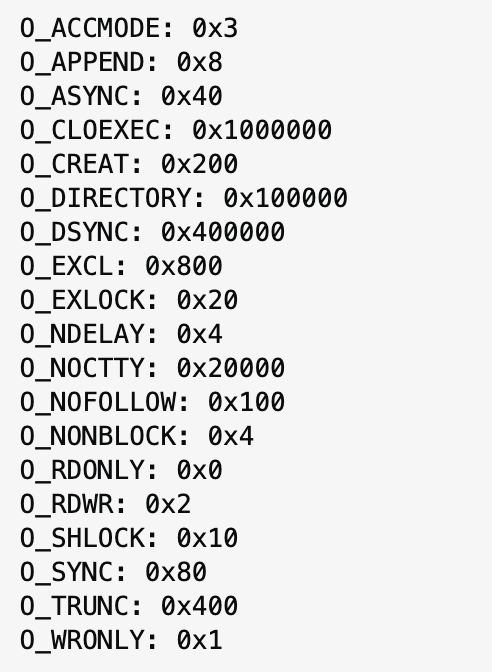 O_ACCMODE: 0x3
O_APPEND: 0x8
O_ASYNC: 0x40
O_CLOEXEC: 0x1000000
O_CREAT: 0x200
O_DIRECTORY: 0x100000
O_DSYNC: 0x400000
O_EXCL: 0x800
O_EXLOCK: 0x20
O_NDELAY: 0x4
O_NOCTTY: 0x20000
O_NOFOLLOW: 0x100
O_NONBLOCK: 0x4
O_RDONLY: 0x0
O_RDWR: 0x2
O_SHLOCK: 0x10
O_SYNC: 0x80
O_TRUNC: 0x400
O_WRONLY: 0x1